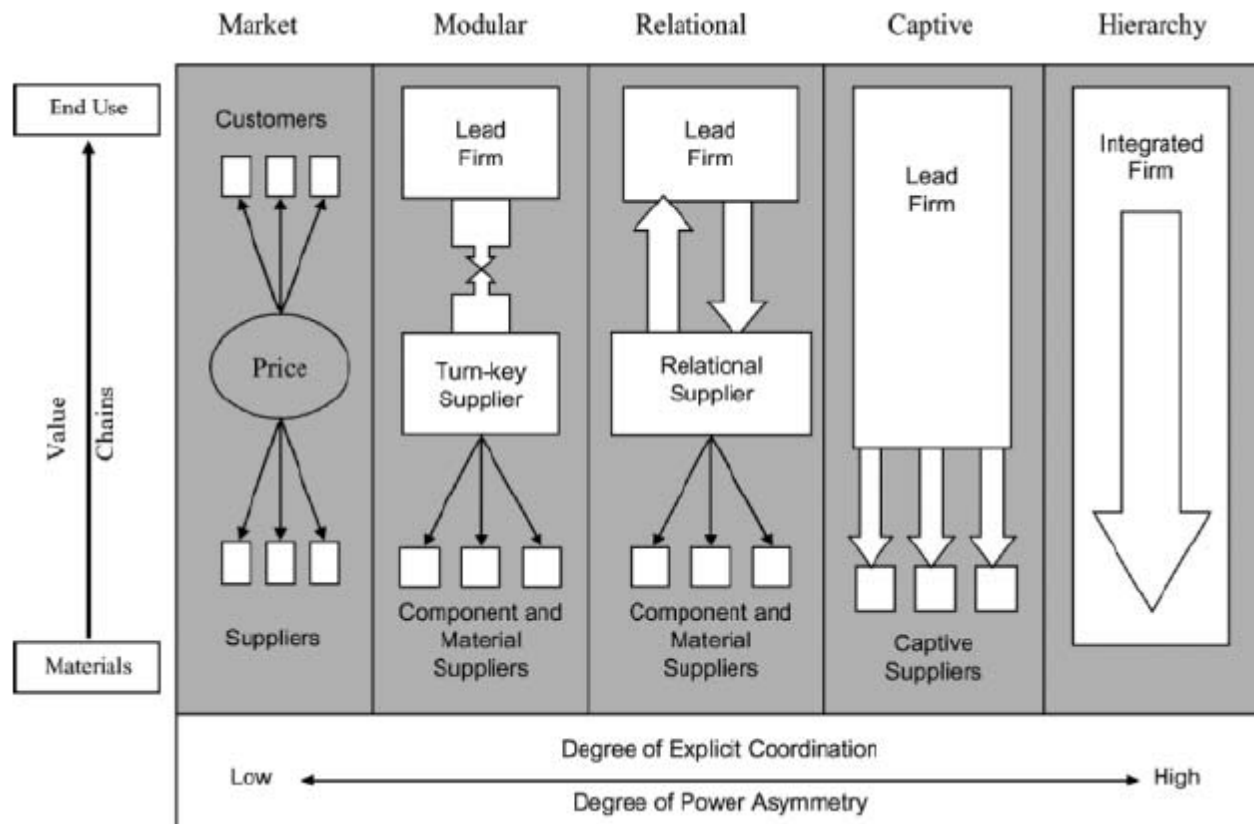 Market
Modular
Relational
Captive
Hierarchy
End Use
Value
Chains
Materials
Customers
Price
Suppliers
Lead
Firm
Turn-key
Supplier
Component and
Material
Suppliers
Lead
Firm
Relational
Supplier
Component and
Material
Suppliers
Lead
Firm
Captive
Suppliers
Integrated
Firm
Degree of Explicit Coordination
Low
High
Degree of Power Asymmetry